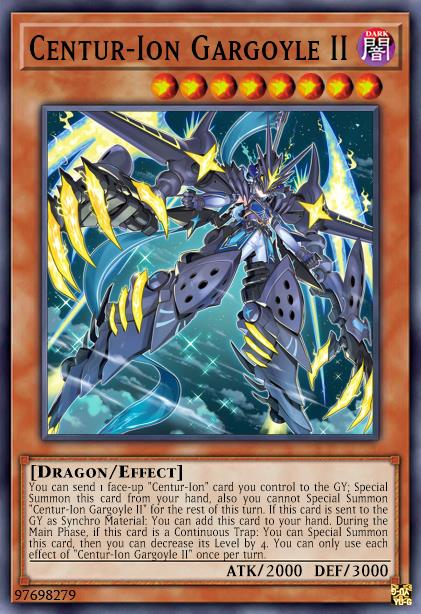 Centur-Ion Gargoyle II
DARK
闇
[Dragon/Effect]
You can send 1 face-up "Centur-Ion" card you control to the GY; Special
Summon this card from your hand, also you cannot Special Summon
"Centur-Ion Gargoyle II" for the rest of this turn. If this card is sent to the
GY as Synchro Material: You can add this card to your hand. During the
Main Phase, if this card is a Continuous Trap: You can Special Summon
this card, then you can decrease its Level by 4. You can only use each
effect of "Centur-Ion Gargoyle II" once per turn.
ATK/2000 DEF/3000
97698279